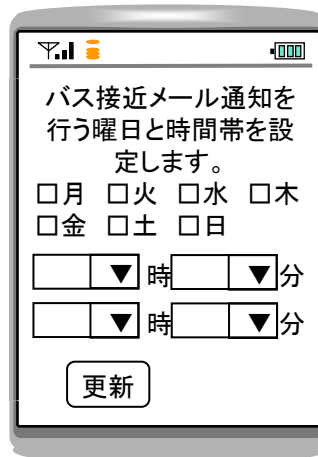 バス接近メール通知を
行う曜日と時間帯を設
定します。
□月 □火 □水 □木
□金 □土 □日
▼時 ▼分
▼時 ▼分
更新